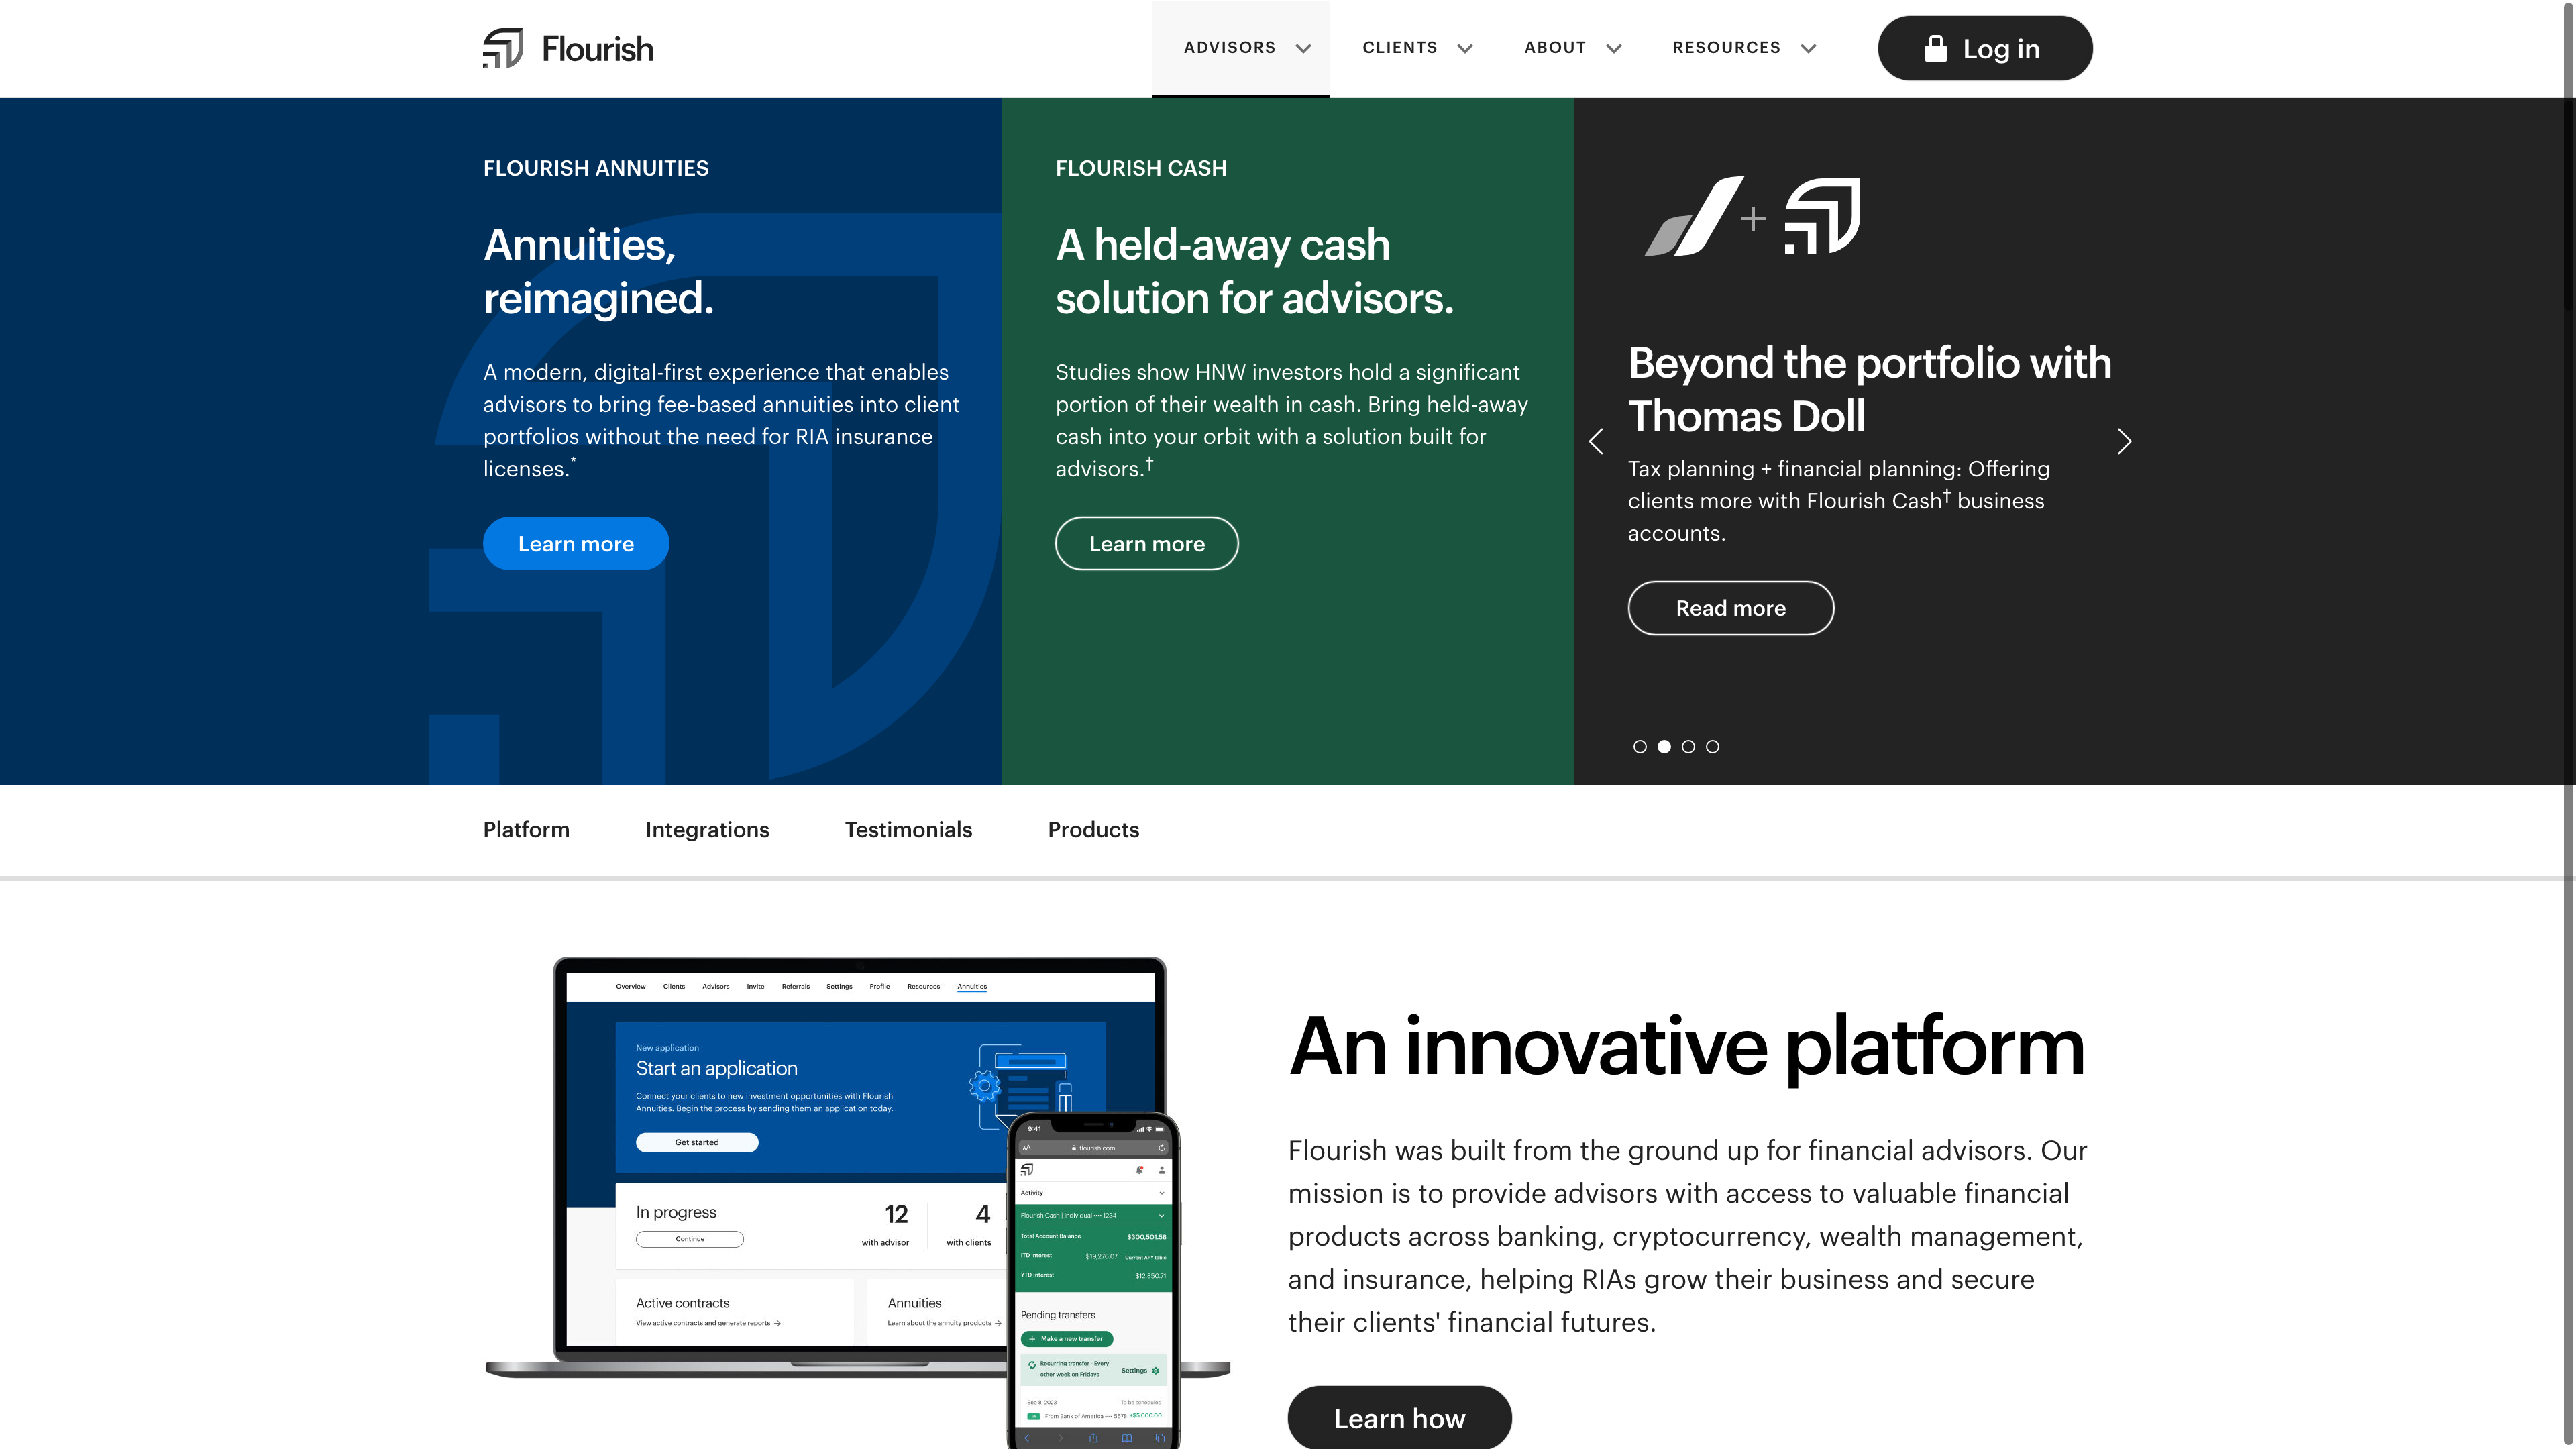 Flourish
ADVISORS
CLIENTS
ABOUT
RESOURCES
Log in
FLOURISH ANNUITIES
Annuities,
reimagined.
A modern, digital-first experience that enables
advisors to bring fee-based annuities into client
portfolios without the need for RIA insurance
licenses.*
Learn more
FLOURISH CASH
A held-away cash
solution for advisors.
Studies show HNW investors hold a significant
portion of their wealth in cash. Bring held-away
cash into your orbit with a solution built for
advisors.†
Learn more
+
Beyond the portfolio with
Thomas Doll
Tax planning + financial planning: Offering
clients more with Flourish Cash† business
accounts.
Read more
Platform
Integrations
Testimonials
Products
Overview
Clients
Advisors
Invite
Referrals
Settings
Profile
Resources
Annuities
New application
Start an application
Connect your clients to new investment opportunities with Flourish
Annuities. Begin the process by sending them an application today.
Get started
In progress
Continue
12
with advisor
4
with clients
Active contracts
View active contracts and generate reports →
Annuities
Learn about the annuity products →
9:41
AA
flourish.com
Activity
Flourish Cash | Individual •••• 1234
Total Account Balance
$300,501.58
ITD interest
$19,276.07
Current APY table
YTD Interest
$12,850.71
Pending transfers
+ Make a new transfer
Recurring transfer - Every
other week on Fridays
Settings
Sep 8, 2023
To be scheduled
From Bank of America •••• 5678
+$5,000.00
An innovative platform
Flourish was built from the ground up for financial advisors. Our
mission is to provide advisors with access to valuable financial
products across banking, cryptocurrency, wealth management,
and insurance, helping RIAs grow their business and secure
their clients' financial futures.
Learn how